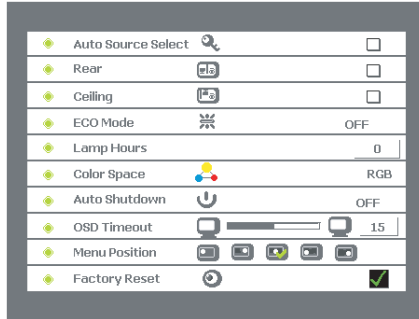 Auto Source Select
Rear
Ceiling
ECO Mode OFF
Lamp Hours 0
Color Space RGB
Auto Shutdown OFF
OSD Timeout 15
Menu Position
Factory Reset